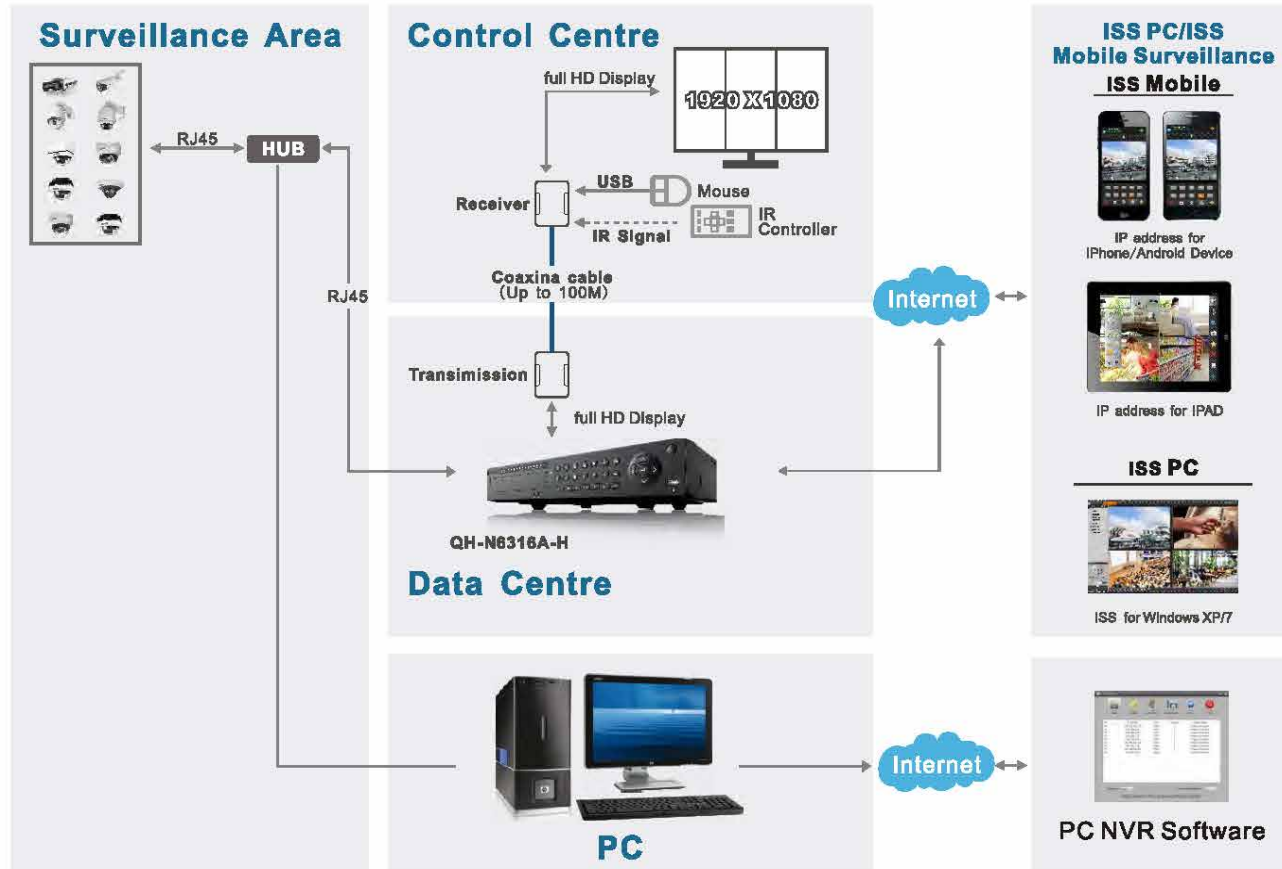 Surveillance Area
RJ45
HUB
RJ45
Control Centre
full HD Display
1920 X 1080
Receiver
USB
Mouse
IR Signal
IR
Controller
Coaxina cable
(Up to 100M)
Transimission
full HD Display
QH-N6316A-H
Data Centre
Internet
ISS PC/ISS
Mobile Surveillance
ISS Mobile
IP address for
iPhone/Android Device
IP address for IPAD
ISS PC
ISS for Windows XP/7
PC
Internet
PC NVR Software